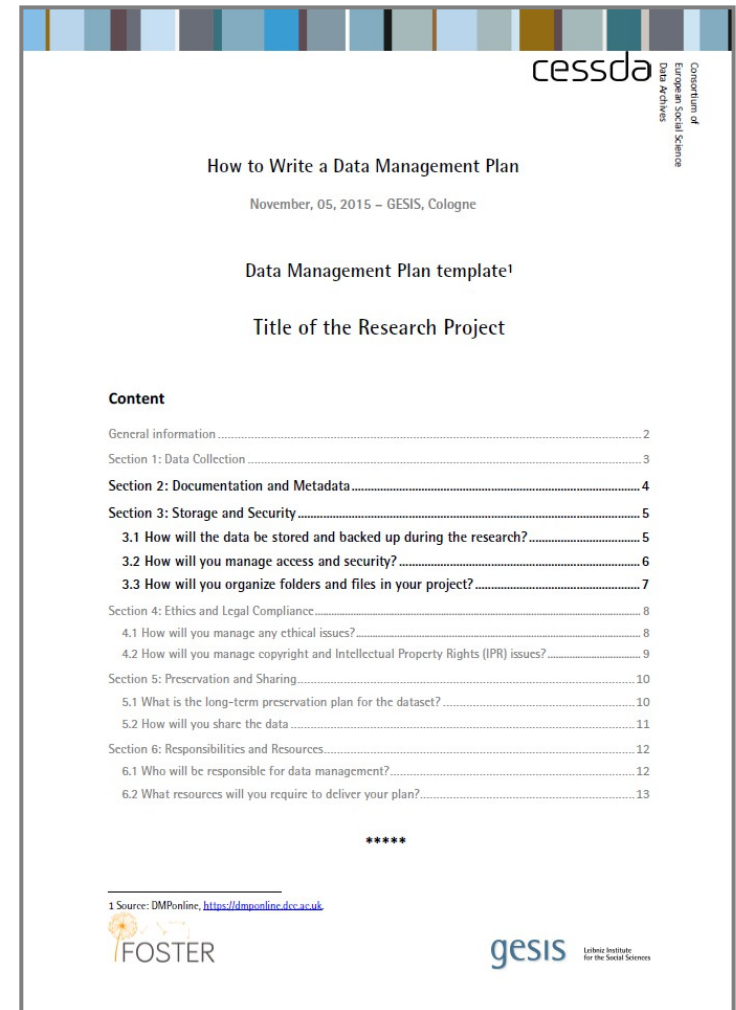 cessda
Consortium of
European Social Science
Data Archives
How to Write a Data Management Plan
November, 05, 2015 – GESIS, Cologne
Data Management Plan template1
Title of the Research Project
Content
General information 2
Section 1: Data Collection 3
Section 2: Documentation and Metadata 4
Section 3: Storage and Security 5
3.1 How will the data be stored and backed up during the research? 5
3.2 How will you manage access and security? 6
3.3 How will you organize folders and files in your project? 7
Section 4: Ethics and Legal Compliance 8
4.1 How will you manage any ethical issues? 8
4.2 How will you manage copyright and Intellectual Property Rights (IPR) issues? 9
Section 5: Preservation and Sharing 10
5.1 What is the long-term preservation plan for the dataset? 10
5.2 How will you share the data 11
Section 6: Responsibilities and Resources 12
6.1 Who will be responsible for data management? 12
6.2 What resources will you require to deliver your plan? 13
*****
1 Source: DMPonline, https://dmponline.dcc.ac.uk.
FOSTER
gesis
Leibniz Institute
for the Social Sciences